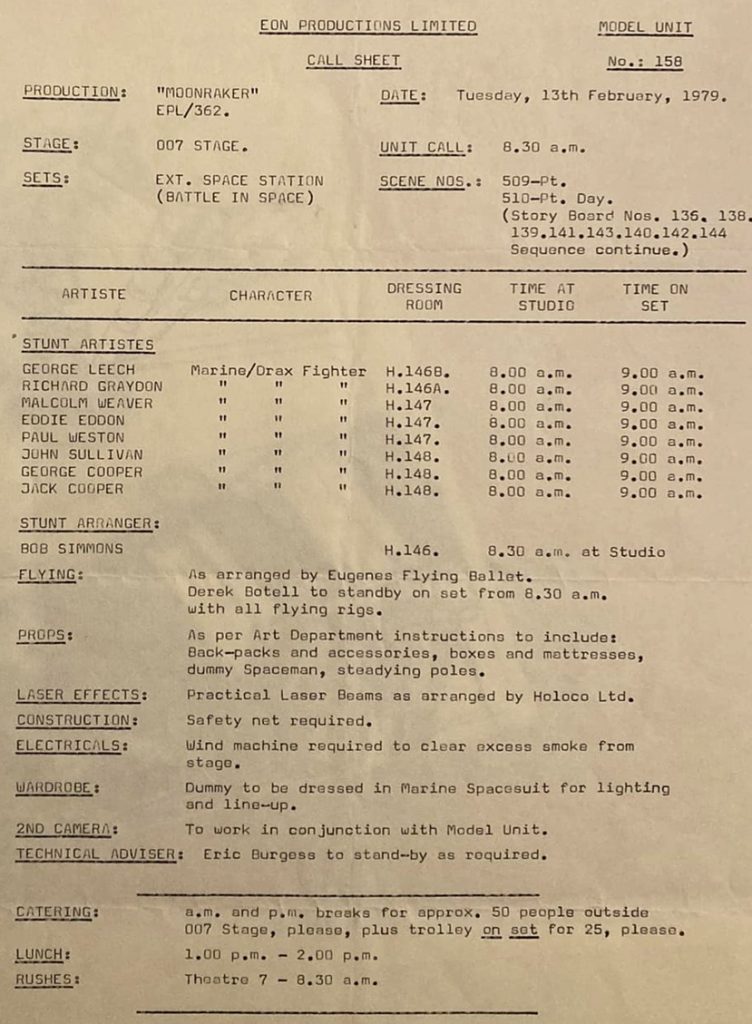 EON PRODUCTIONS LIMITED MODEL UNIT
CALL SHEET No.: 158
PRODUCTION: "MOONRAKER" DATE: Tuesday, 13th February, 1979.
EPL/362.
STAGE: 007 STAGE. UNIT CALL: 8.30 a.m.
SETS: EXT. SPACE STATION SCENE NOS.: 509-Pt.
(BATTLE IN SPACE) 510-Pt. Day.
(Story Board Nos. 136. 138.
139.141.143.140.142.144
Sequence continue.)
ARTISTE CHARACTER DRESSING ROOM TIME AT STUDIO TIME ON SET
STUNT ARTISTES
GEORGE LEECH Marine/Drax Fighter H.146B. 8.00 a.m. 9.00 a.m.
RICHARD GRAYDON " " " H.146A. 8.00 a.m. 9.00 a.m.
MALCOLM WEAVER " " " H.147 8.00 a.m. 9.00 a.m.
EDDIE EDDON " " " H.147. 8.00 a.m. 9.00 a.m.
PAUL WESTON " " " H.147. 8.00 a.m. 9.00 a.m.
JOHN SULLIVAN " " " H.148. 8.00 a.m. 9.00 a.m.
GEORGE COOPER " " " H.148. 8.00 a.m. 9.00 a.m.
JACK COOPER " " " H.148. 8.00 a.m. 9.00 a.m.
STUNT ARRANGER:
BOB SIMMONS H.146. 8.30 a.m. at Studio
FLYING: As arranged by Eugenes Flying Ballet.
Derek Botell to standby on set from 8.30 a.m.
with all flying rigs.
PROPS: As per Art Department instructions to include:
Back-packs and accessories, boxes and mattresses,
dummy Spaceman, steadying poles.
LASER EFFECTS: Practical Laser Beams as arranged by Holoco Ltd.
CONSTRUCTION: Safety net required.
ELECTRICALS: Wind machine required to clear excess smoke from
stage.
WARDROBE: Dummy to be dressed in Marine Spacesuit for lighting
and line-up.
2ND CAMERA: To work in conjunction with Model Unit.
TECHNICAL ADVISER: Eric Burgess to stand-by as required.
CATERING: a.m. and p.m. breaks for approx. 50 people outside
007 Stage, please, plus trolley on set for 25, please.
LUNCH: 1.00 p.m. - 2.00 p.m.
RUSHES: Theatre 7 - 8.30 a.m.